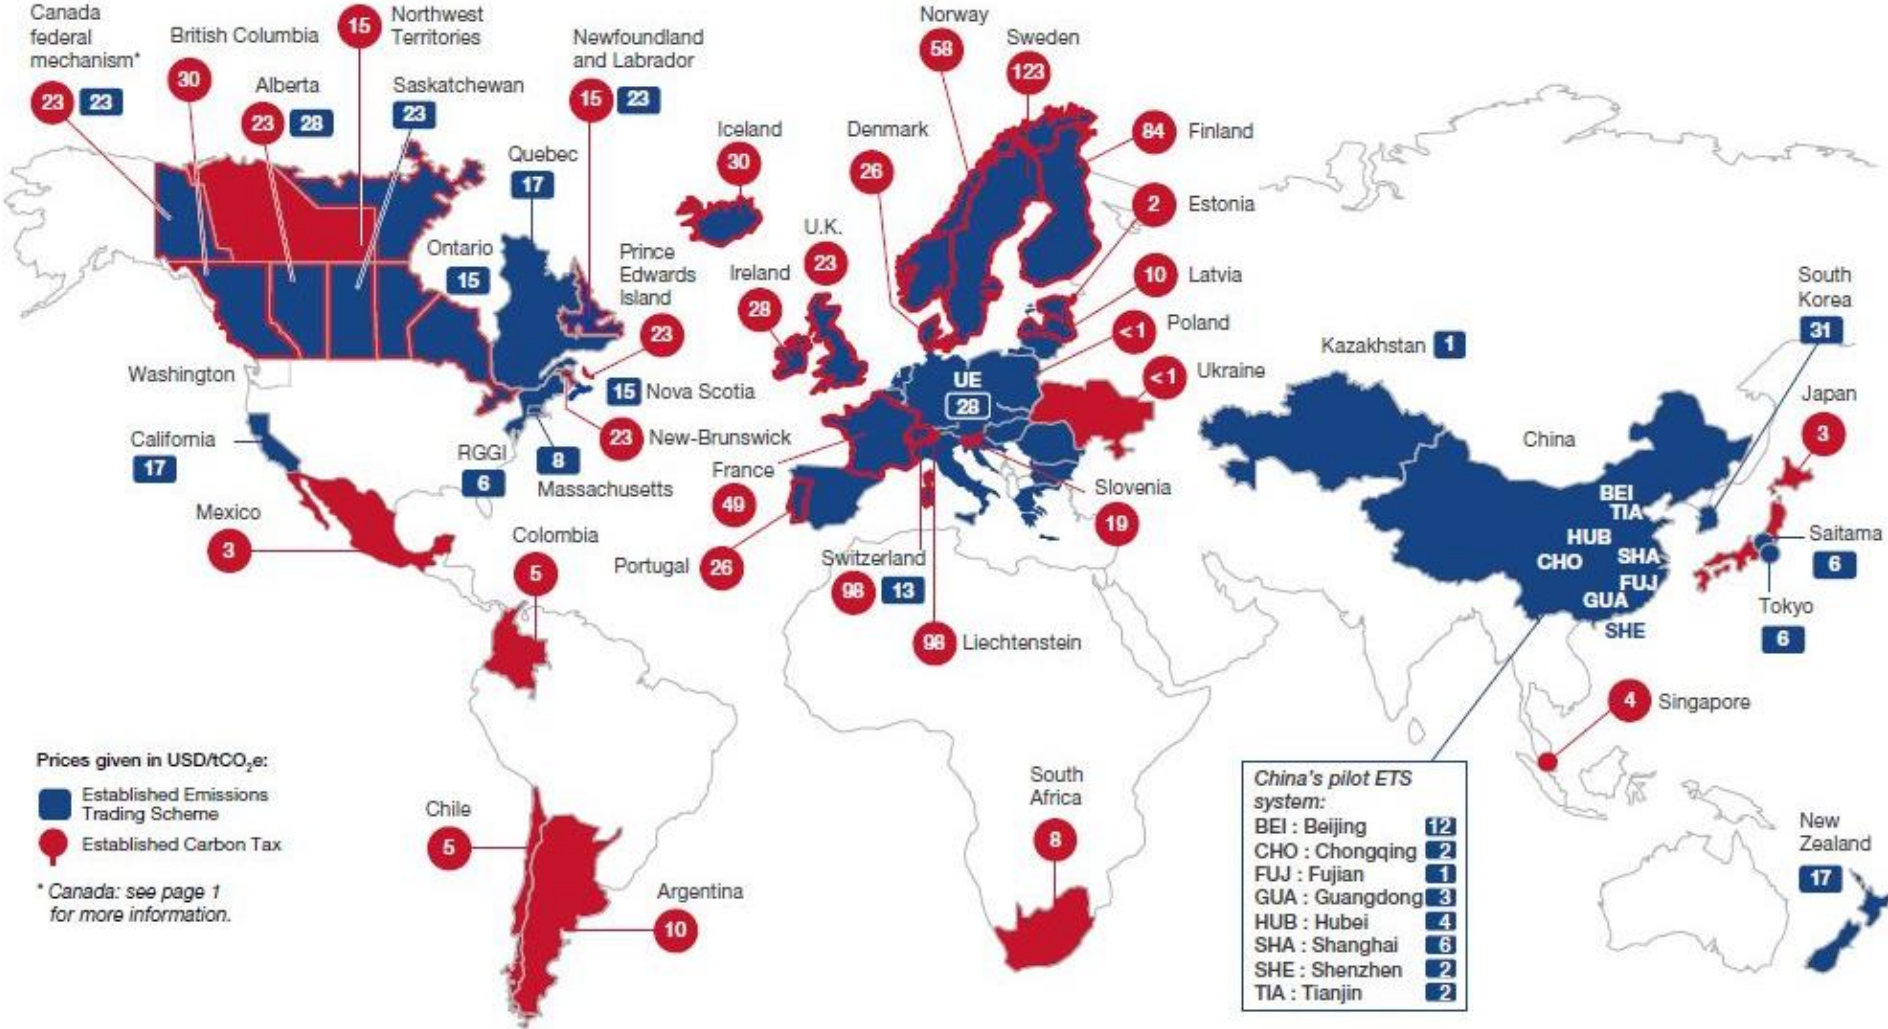 Canada
federal
mechanism*
23 23
British Columbia
30
Alberta
23 28
15
Northwest
Territories
Saskatchewan
23
Newfoundland
and Labrador
15 23
Quebec
17
Ontario
15
Prince
Edwards
Island
23
15 Nova Scotia
23 New-Brunswick
Washington
California
17
RGGI
6
8
Massachusetts
Mexico
3
Colombia
5
Chile
5
Argentina
10
Iceland
30
Ireland
28
U.K.
23
Denmark
26
Norway
58
Sweden
123
84 Finland
2 Estonia
10 Latvia
<1 Poland
<1 Ukraine
UE
28
France
49
Portugal 26
Switzerland
98 13
98 Liechtenstein
Slovenia
19
South
Africa
8
Kazakhstan 1
China
BEI
TIA
HUB
CHO
SHA
FUJ
GUA
SHE
South
Korea
31
Japan
3
Saitama
6
Tokyo
6
4 Singapore
New
Zealand
17
Prices given in USD/tCO₂e:
Established Emissions
Trading Scheme
Established Carbon Tax
* Canada: see page 1
for more information.
China's pilot ETS
system:
BEI : Beijing 12
CHO : Chongqing 2
FUJ : Fujian 1
GUA : Guangdong 3
HUB : Hubei 4
SHA : Shanghai 6
SHE : Shenzhen 2
TIA : Tianjin 2